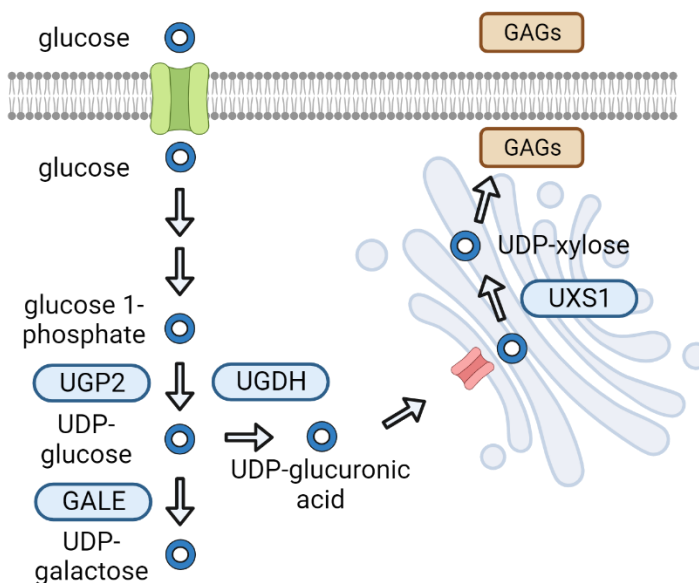 glucose
GAGs
glucose
GAGs
UDP-xylose
UXS1
glucose 1-
phosphate
UGP2
UGDH
UDP-
glucose
UDP-glucuronic
acid
GALE
UDP-
galactose